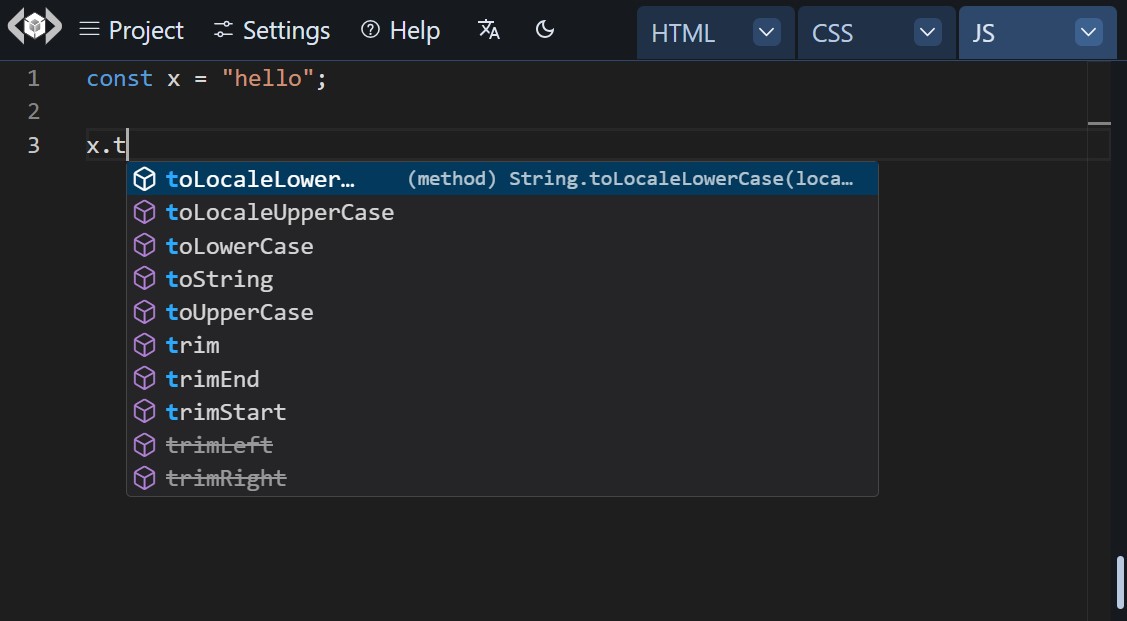 Project Settings Help HTML CSS JS
1 const x = "hello";
2
3 x.t
toLocaleLower… (method) String.toLocaleLowerCase(loca…
toLocaleUpperCase
toLowerCase
toString
toUpperCase
trim
trimEnd
trimStart
trimLeft
trimRight